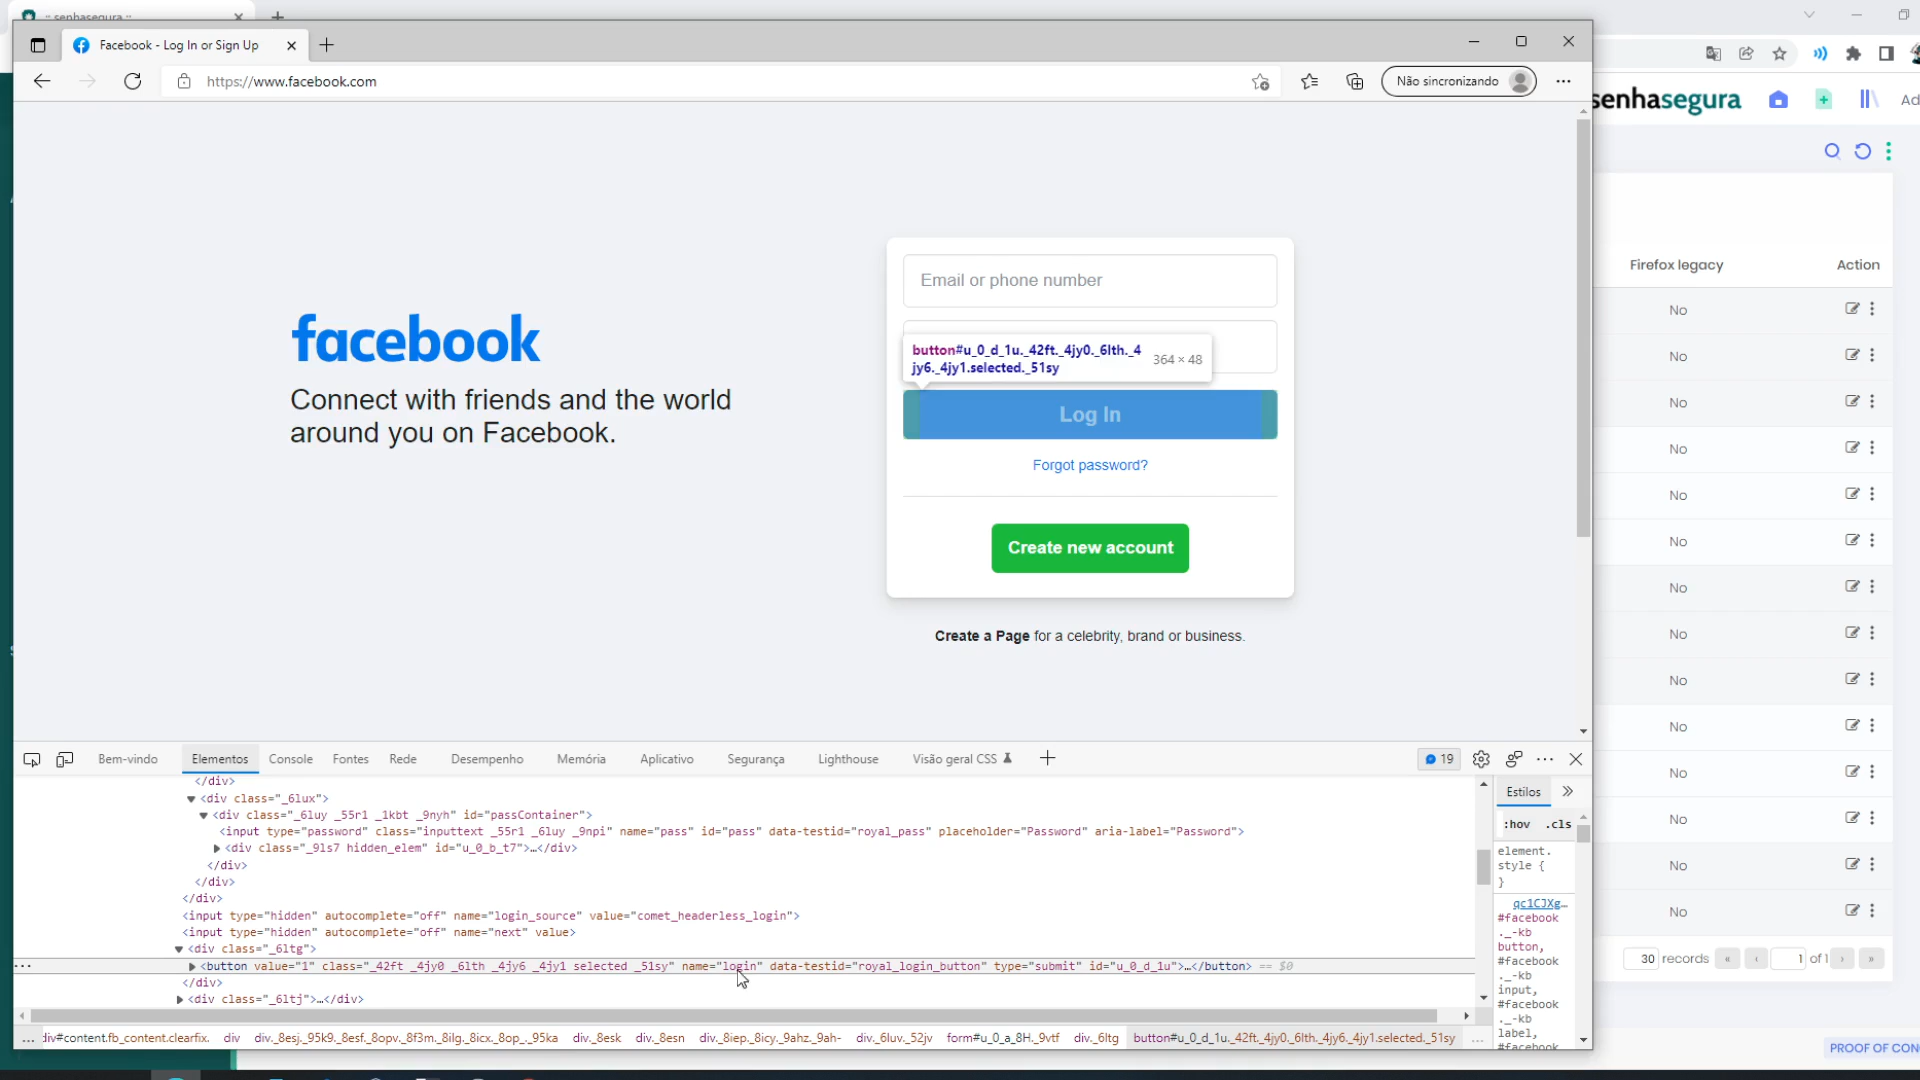 :: senhasegura ::
Facebook - Log In or Sign Up
https://www.facebook.com
Não sincronizando
senhasegura
Ad
Email or phone number
button#u_0_d_1u._42ft._4jy0._6lth._4
jy6._4jy1.selected._51sy
364 × 48
facebook
Connect with friends and the world
around you on Facebook.
Log In
Forgot password?
Create new account
Create a Page for a celebrity, brand or business.
Firefox legacy Action
No
No
No
No
No
No
No
No
No
No
No
No
No
No
30 records « ‹ 1 of 1 › »
PROOF OF CON
Bem-vindo Elementos Console Fontes Rede Desempenho Memória Aplicativo Segurança Lighthouse Visão geral CSS 19
</div>
<div class="_6lux">
<div class="_6luy _55r1 _1kbt _9nyh" id="passContainer">
<input type="password" class="inputtext _55r1 _6luy _9npi" name="pass" id="pass" data-testid="royal_pass" placeholder="Password" aria-label="Password">
<div class="_9ls7 hidden_elem" id="u_0_b_t7">…</div>
</div>
</div>
</div>
<input type="hidden" autocomplete="off" name="login_source" value="comet_headerless_login">
<input type="hidden" autocomplete="off" name="next" value>
<div class="_6ltg">
<button value="1" class="_42ft _4jy0 _6lth _4jy6 _4jy1 selected _51sy" name="login" data-testid="royal_login_button" type="submit" id="u_0_d_1u">…</button> == $0
</div>
<div class="_6ltj">…</div>
... div#content.fb_content.clearfix. div div._8esj._95k9._8esf._8opv._8f3m._8ilg._8icx._8op_._95ka div._8esk div._8esn div._8iep._8icy._9ahz._9ah- div._6luv._52jv form#u_0_a_8H._9vtf div._6ltg button#u_0_d_1u._42ft._4jy0._6lth._4jy6._4jy1.selected._51sy ...
Estilos »
:hov .cls
element.
style {
}
qc1CJXg…
#facebook
._-kb
button,
#facebook
._-kb
input,
#facebook
._-kb
label,
#facebook